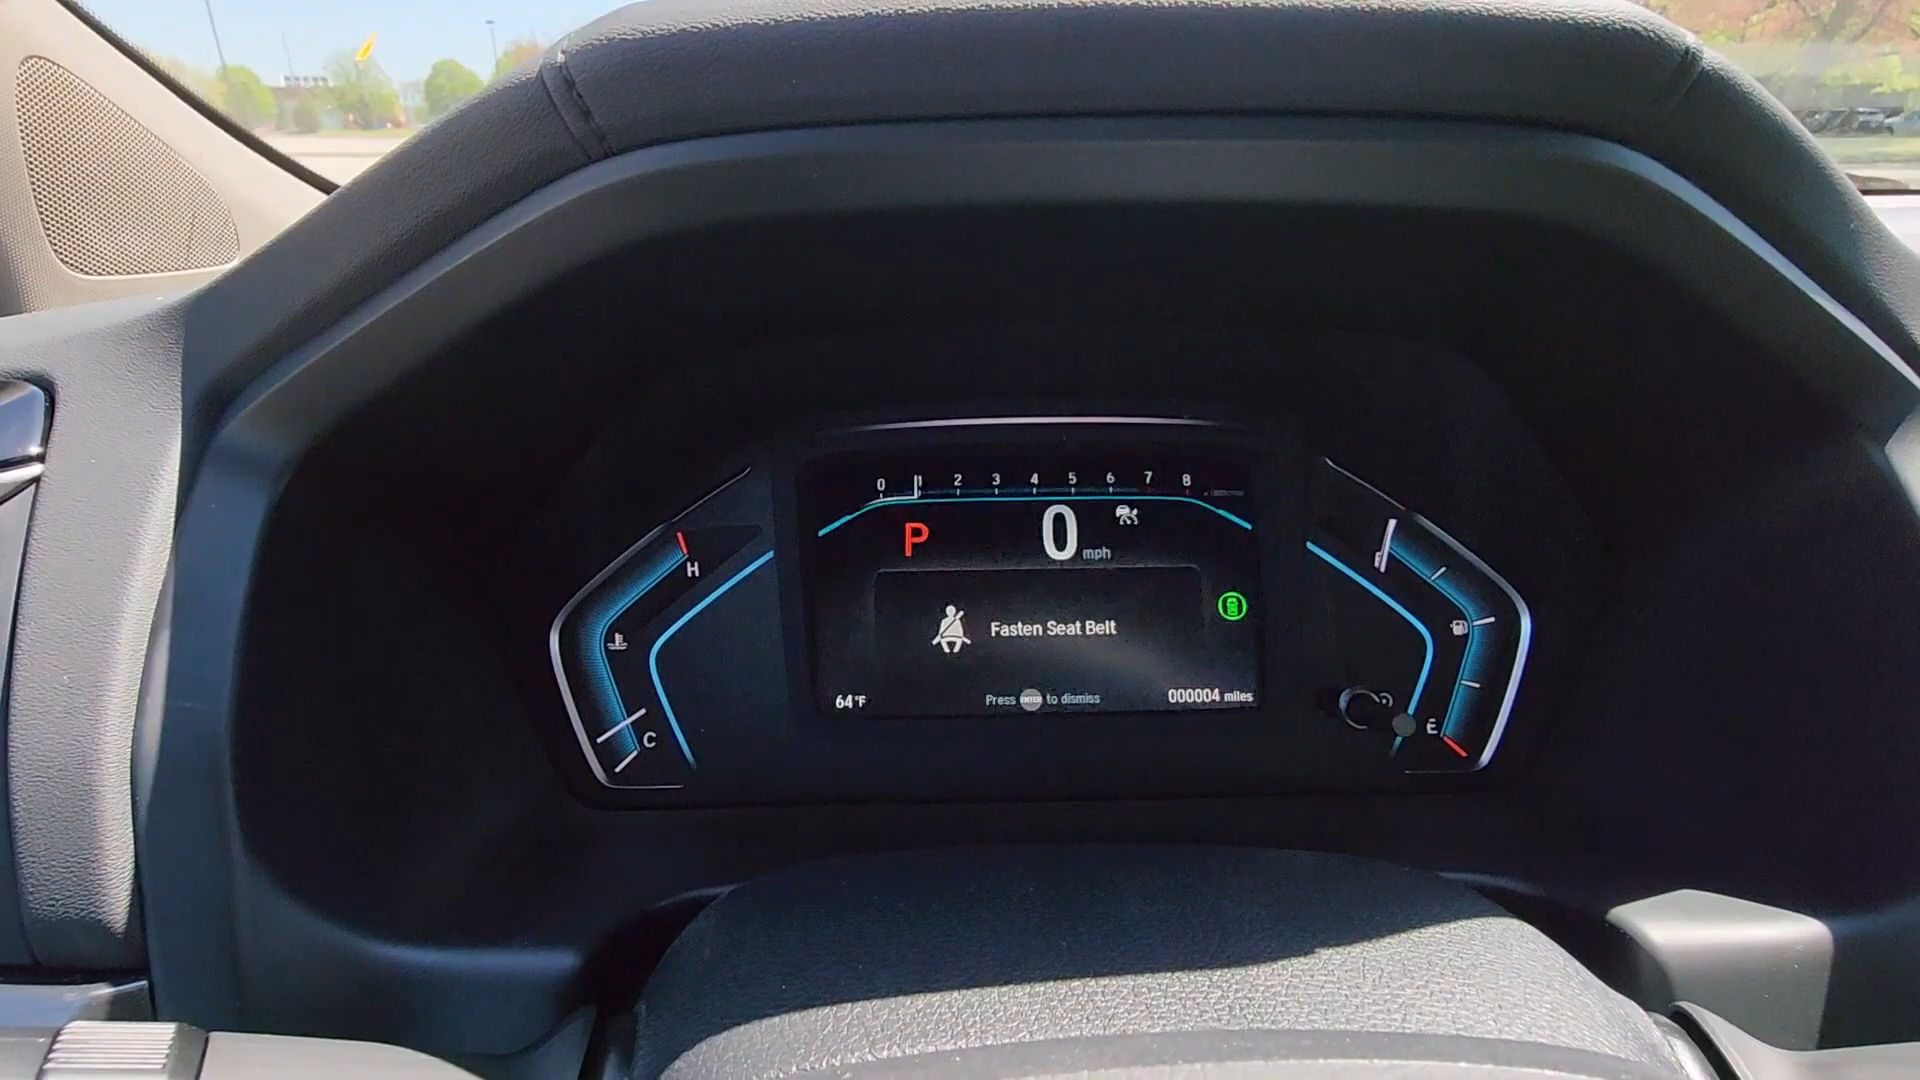 0 1 2 3 4 5 6 7 8
P 0 mph
H
Fasten Seat Belt
C
E
64°F
Press ENTER to dismiss
000004 miles